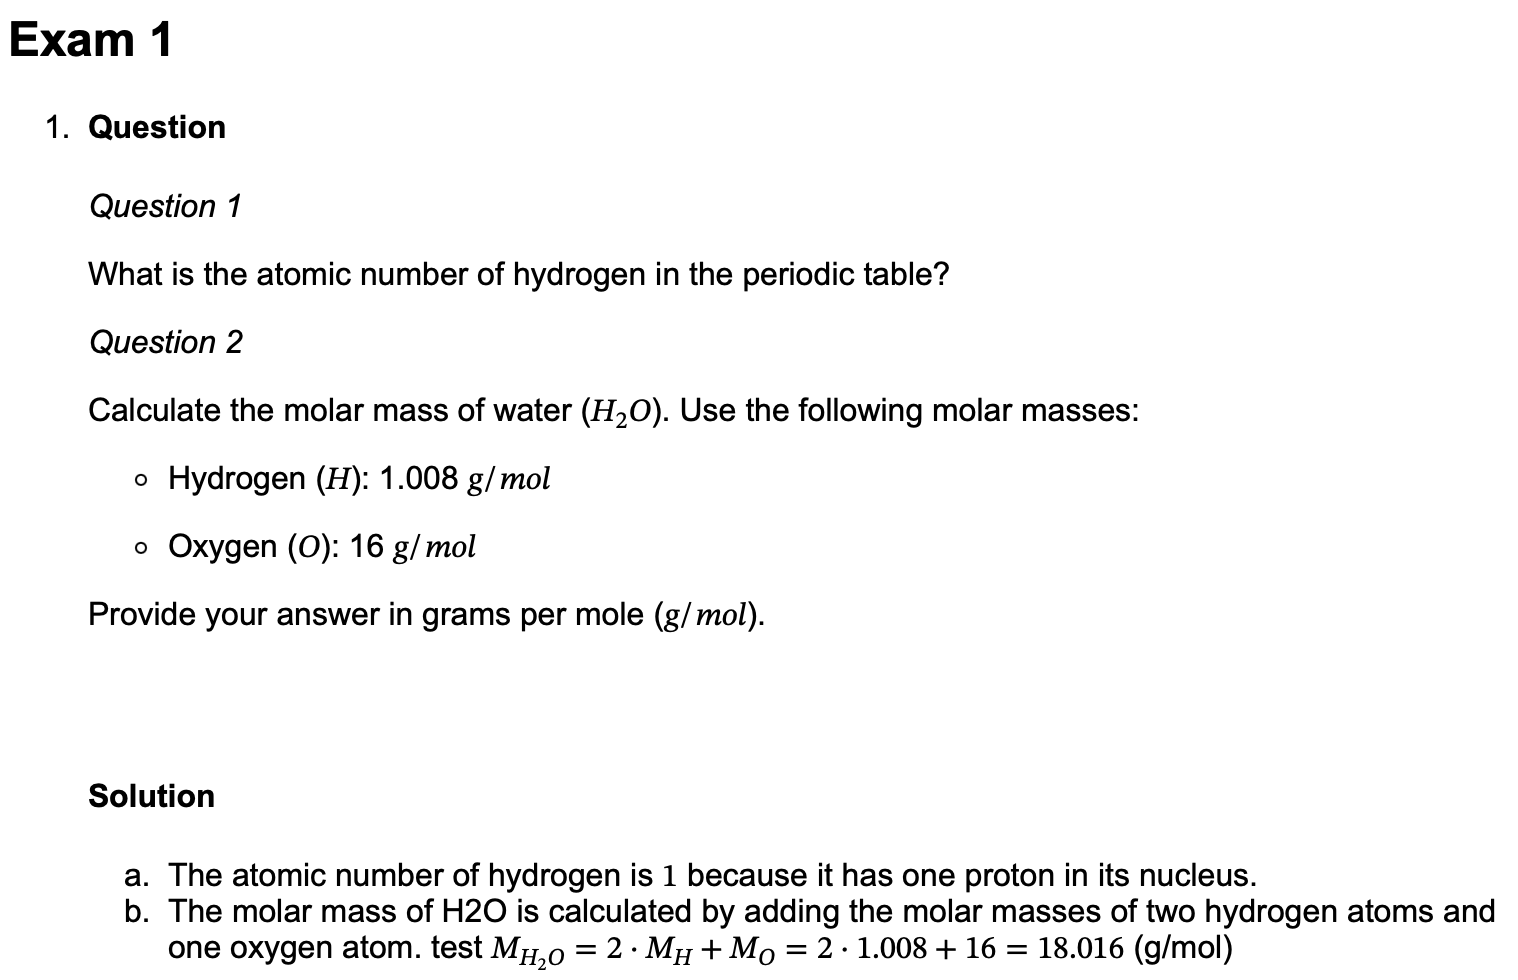 Exam 1
1. Question
Question 1
What is the atomic number of hydrogen in the periodic table?
Question 2
Calculate the molar mass of water (H₂O). Use the following molar masses:
∘ Hydrogen (H): 1.008 g/mol
∘ Oxygen (O): 16 g/mol
Provide your answer in grams per mole (g/mol).
Solution
a. The atomic number of hydrogen is 1 because it has one proton in its nucleus.
b. The molar mass of H2O is calculated by adding the molar masses of two hydrogen atoms and
one oxygen atom. test M_{H₂O} = 2 · M_H + M_O = 2 · 1.008 + 16 = 18.016 (g/mol)